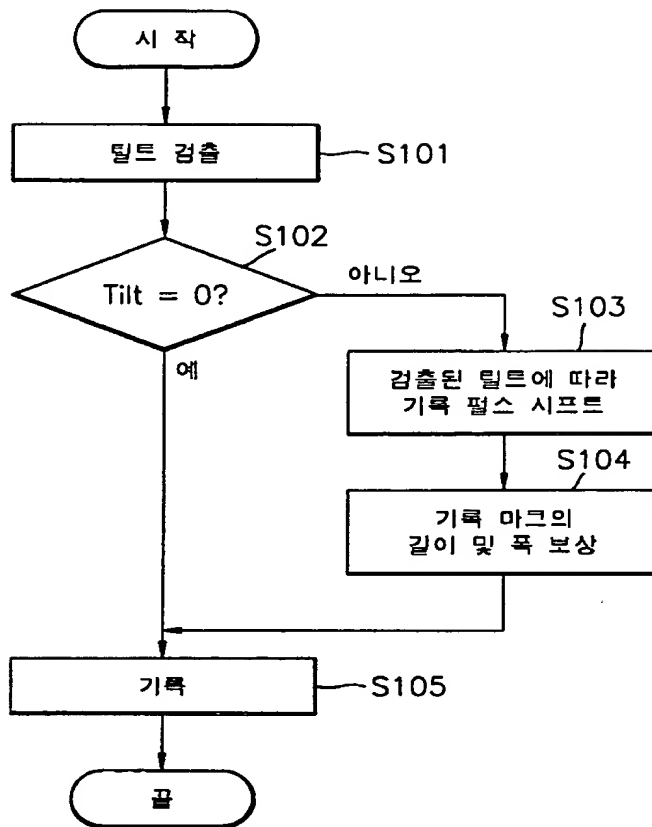 시 작
틸트 검출
S101
S102
Tilt = 0?
아니오
예
S103
검출된 틸트에 따라
기록 펄스 시프트
S104
기록 마크의
길이 및 폭 보상
기록
S105
끝